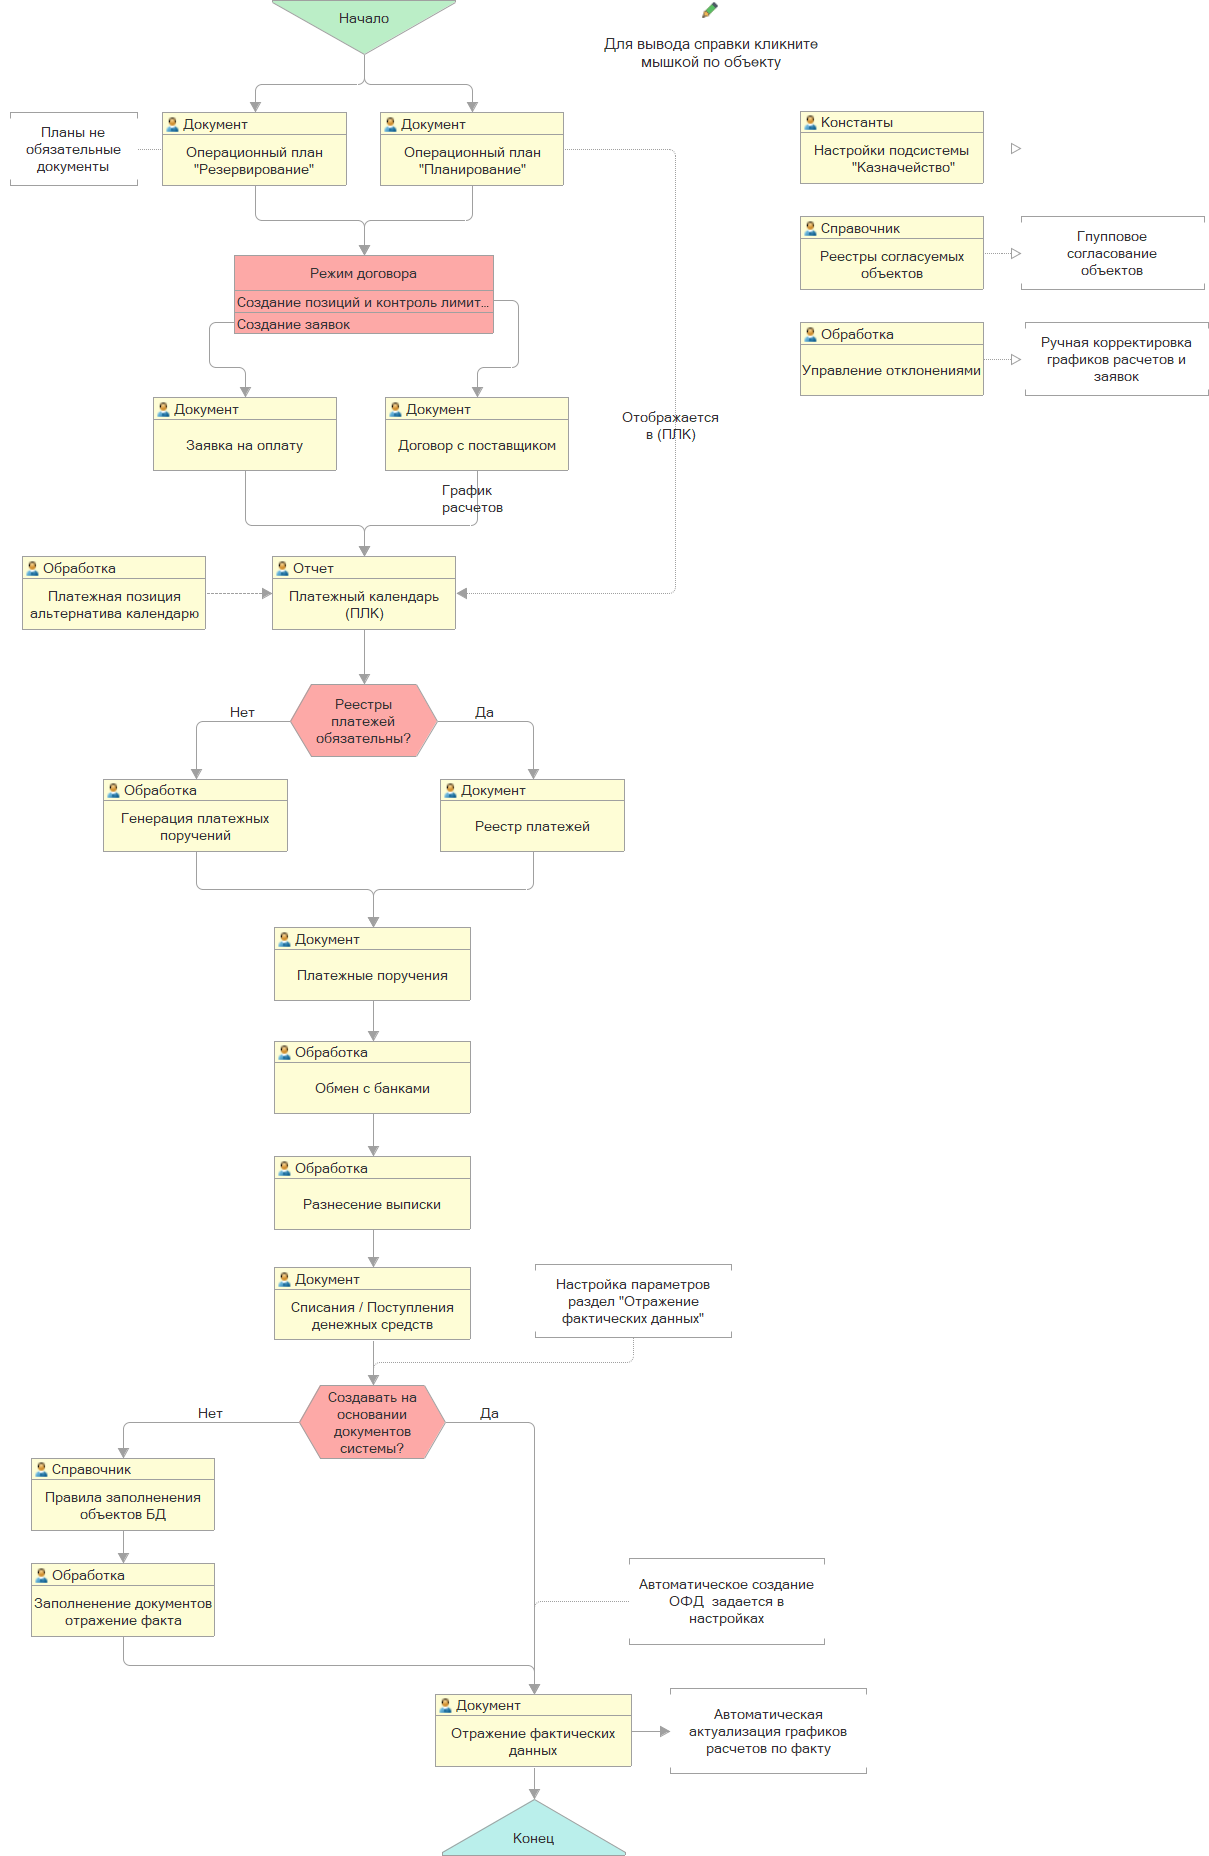 Начало
Для вывода справки кликните
мышкой по объекту
Планы не
обязательные
документы
Документ
Операционный план
"Резервирование"
Документ
Операционный план
"Планирование"
Константы
Настройки подсистемы
"Казначейство"
Справочник
Реестры согласуемых
объектов
Гпупповое
согласование
объектов
Режим договора
Создание позиций и контроль лимит...
Создание заявок
Обработка
Управление отклонениями
Ручная корректировка
графиков расчетов и
заявок
Документ
Заявка на оплату
Документ
Договор с поставщиком
Отображается
в (ПЛК)
График
расчетов
Обработка
Платежная позиция
альтернатива календарю
Отчет
Платежный календарь
(ПЛК)
Реестры
платежей
обязательны?
Нет
Да
Обработка
Генерация платежных
поручений
Документ
Реестр платежей
Документ
Платежные поручения
Обработка
Обмен с банками
Обработка
Разнесение выписки
Документ
Списания / Поступления
денежных средств
Настройка параметров
раздел "Отражение
фактических данных"
Создавать на
основании
документов
системы?
Нет
Да
Справочник
Правила заполненения
объектов БД
Обработка
Заполненение документов
отражение факта
Автоматическое создание
ОФД  задается в
настройках
Документ
Отражение фактических
данных
Автоматическая
актуализация графиков
расчетов по факту
Конец